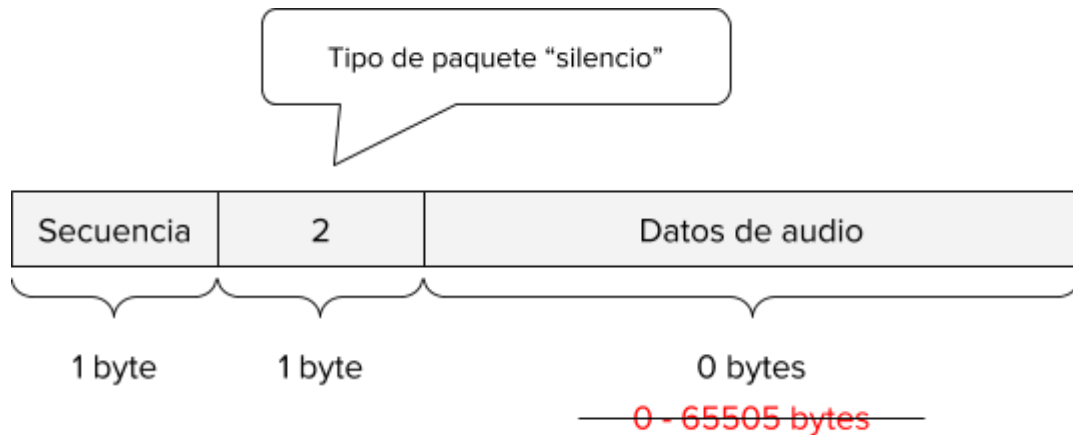 Tipo de paquete “silencio”
Secuencia 2 Datos de audio
1 byte 1 byte 0 bytes
0 - 65505 bytes